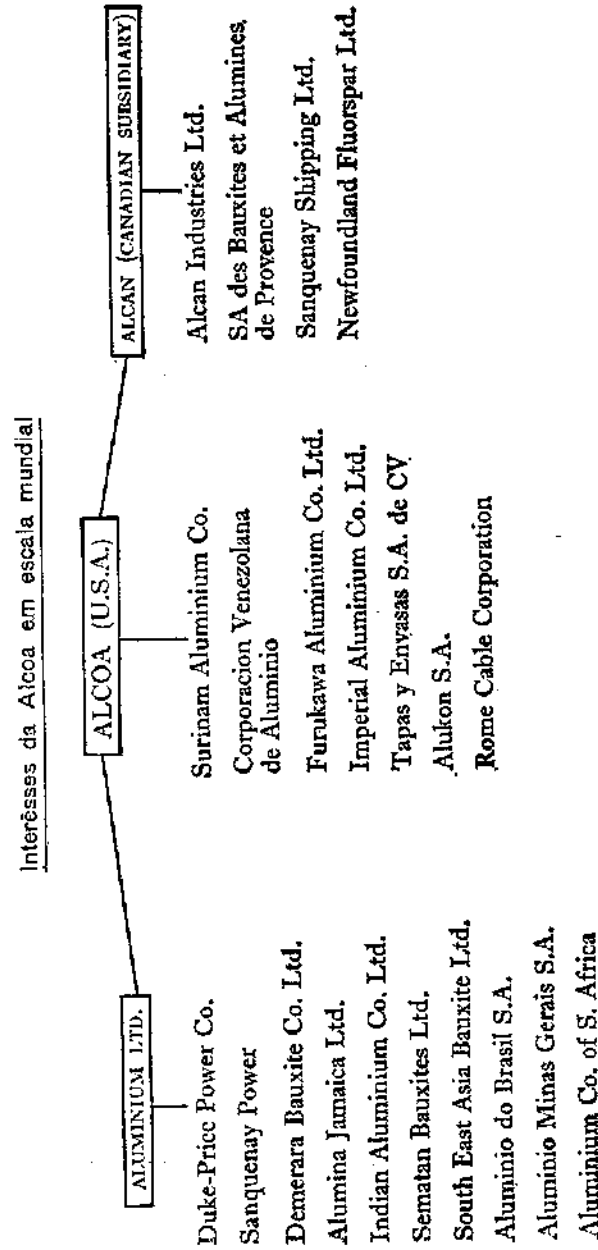 Interêsses da Alcoa em escala mundial
ALUMINIUM LTD.
Duke-Price Power Co.
Sanquenay Power
Demerara Bauxite Co. Ltd.
Alumina Jamaica Ltd.
Indian Aluminium Co. Ltd.
Sematan Bauxites Ltd.
South East Asia Bauxite Ltd.
Aluminio do Brasil S.A.
Aluminio Minas Gerais S.A.
Aluminium Co. of S. Africa
ALCOA (U.S.A.)
Surinam Aluminium Co.
Corporacion Venezolana
de Aluminio
Furukawa Aluminium Co. Ltd.
Imperial Aluminium Co. Ltd.
Tapas y Envasas S.A. de CV
Alukon S.A.
Rome Cable Corporation
ALCAN (CANADIAN SUBSIDIARY)
Alcan Industries Ltd.
SA des Bauxites et Alumines,
de Provence
Sanquenay Shipping Ltd.
Newfoundland Fluorspar Ltd.